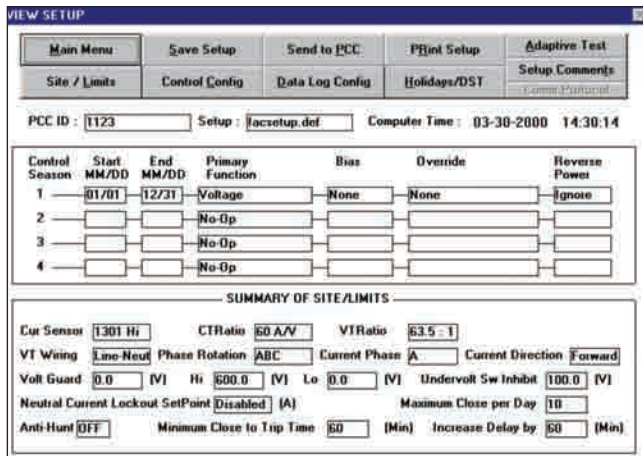 VIEW SETUP
Main Menu Save Setup Send to PCC PRint Setup Adaptive Test
Site / Limits Control Config Data Log Config Holidays/DST Setup Comments
Comm Protocol
PCC ID : 1123 Setup : facsetup.def Computer Time : 03-30-2000 14:30:14
Control Start End Primary Bias Override Reverse
Season MM/DD MM/DD Function Power
1 01/01 12/31 Voltage None None Ignore
2 No-Op
3 No-Op
4 No-Op
SUMMARY OF SITE/LIMITS
Cur Sensor 1301 Hi CTRatio 60 A/V VTRatio 63.5 : 1
VT Wiring Line-Neut Phase Rotation ABC Current Phase A Current Direction Forward
Volt Guard 0.0 (V) Hi 600.0 (V) Lo 0.0 (V) Undervolt Sw Inhibit 100.0 (V)
Neutral Current Lockout SetPoint Disabled (A) Maximum Close per Day 10
Anti-Hunt OFF Minimum Close to Trip Time 60 (Min) Increase Delay by 60 (Min)